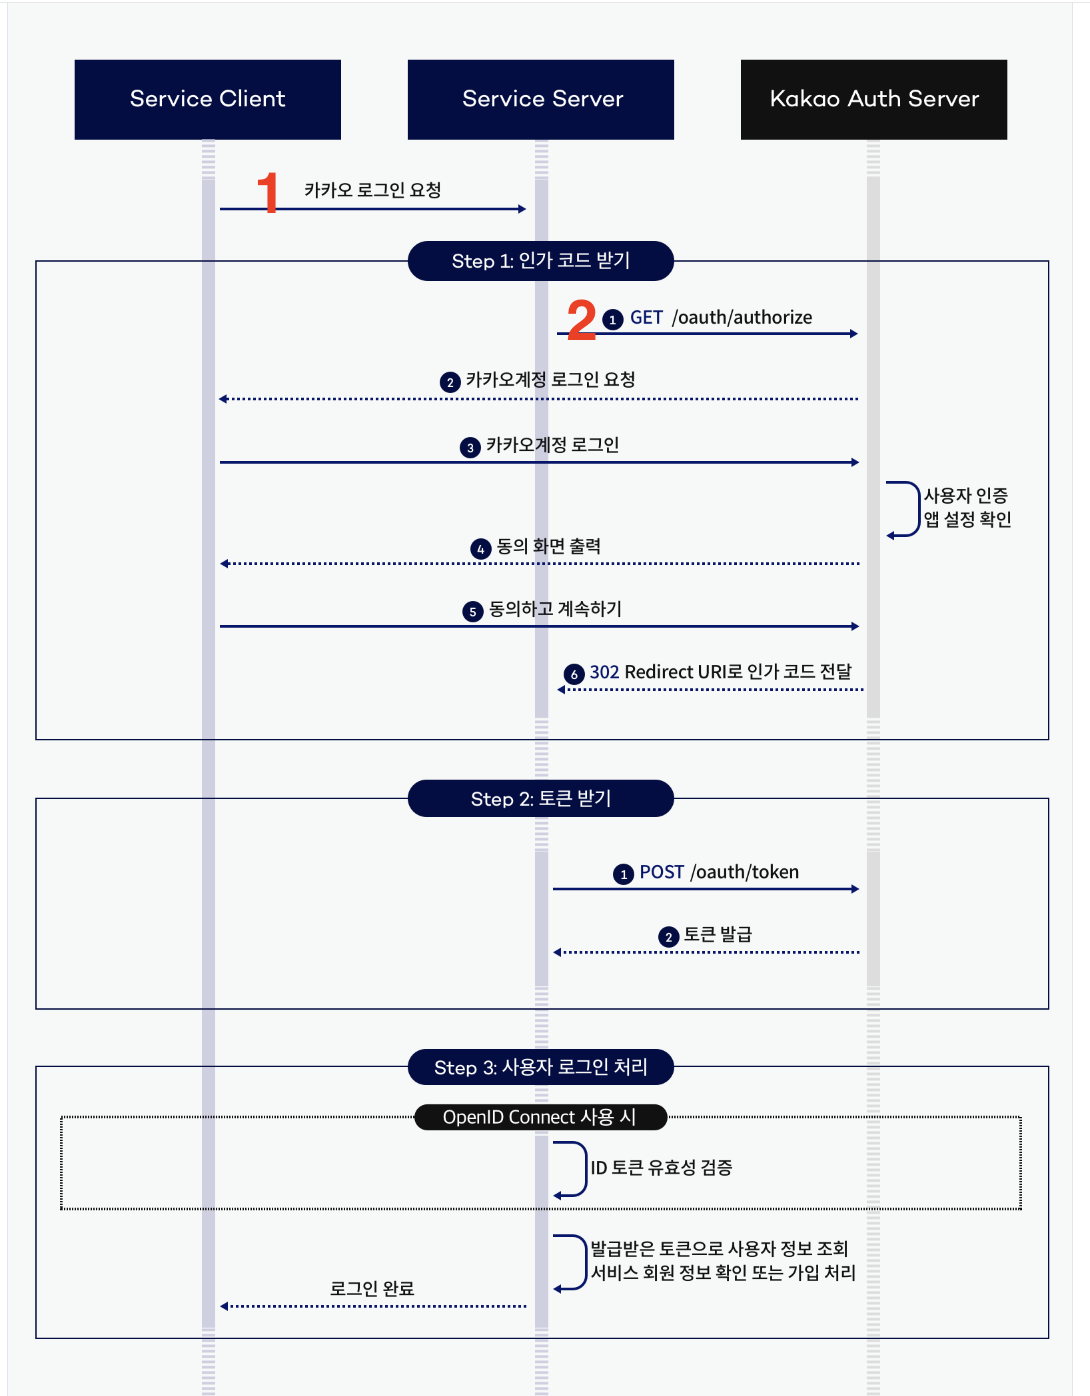 Service Client
Service Server
Kakao Auth Server
1
카카오 로그인 요청
Step 1: 인가 코드 받기
2
1 GET /oauth/authorize
2 카카오계정 로그인 요청
3 카카오계정 로그인
사용자 인증
앱 설정 확인
4 동의 화면 출력
5 동의하고 계속하기
6 302 Redirect URI로 인가 코드 전달
Step 2: 토큰 받기
1 POST /oauth/token
2 토큰 발급
Step 3: 사용자 로그인 처리
OpenID Connect 사용 시
ID 토큰 유효성 검증
발급받은 토큰으로 사용자 정보 조회
서비스 회원 정보 확인 또는 가입 처리
로그인 완료